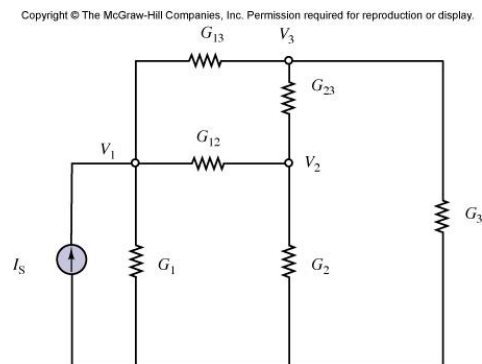 Copyright © The McGraw-Hill Companies, Inc. Permission required for reproduction or display.
G13 V3
G23
G12
V1 V2
G3
IS G1 G2